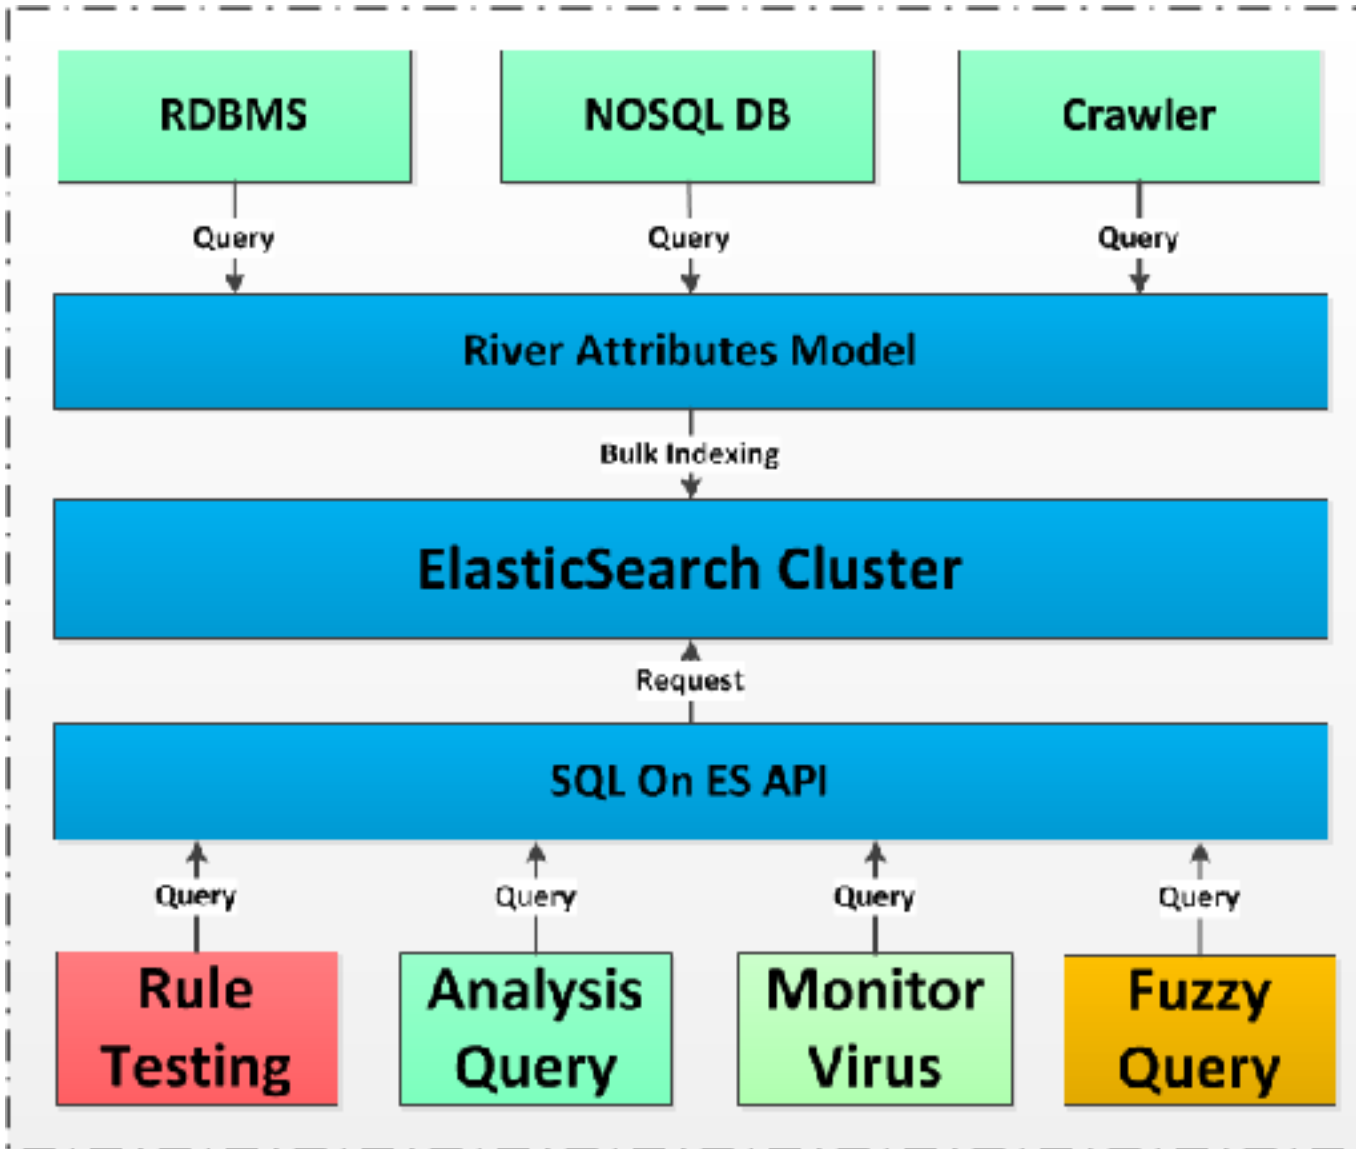 RDBMS
NOSQL DB
Crawler
Query
Query
Query
River Attributes Model
Bulk Indexing
ElasticSearch Cluster
Request
SQL On ES API
Query
Query
Query
Query
Rule
Testing
Analysis
Query
Monitor
Virus
Fuzzy
Query